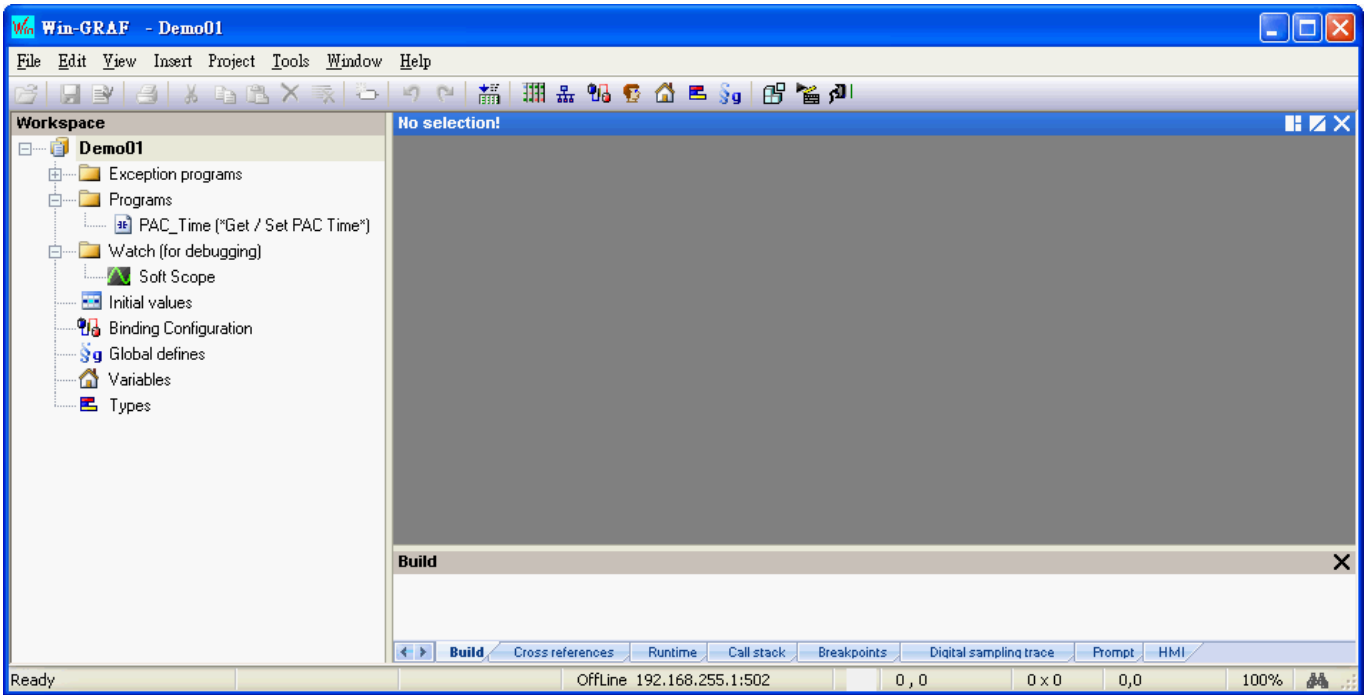 Win-GRAF - Demo01
File Edit View Insert Project Tools Window Help
Workspace
No selection!
Demo01
Exception programs
Programs
PAC_Time (*Get / Set PAC Time*)
Watch (for debugging)
Soft Scope
Initial values
Binding Configuration
Global defines
Variables
Types
Build
Build Cross references Runtime Call stack Breakpoints Digital sampling trace Prompt HMI
Ready OffLine 192.168.255.1:502 0 , 0 0 x 0 0,0 100%